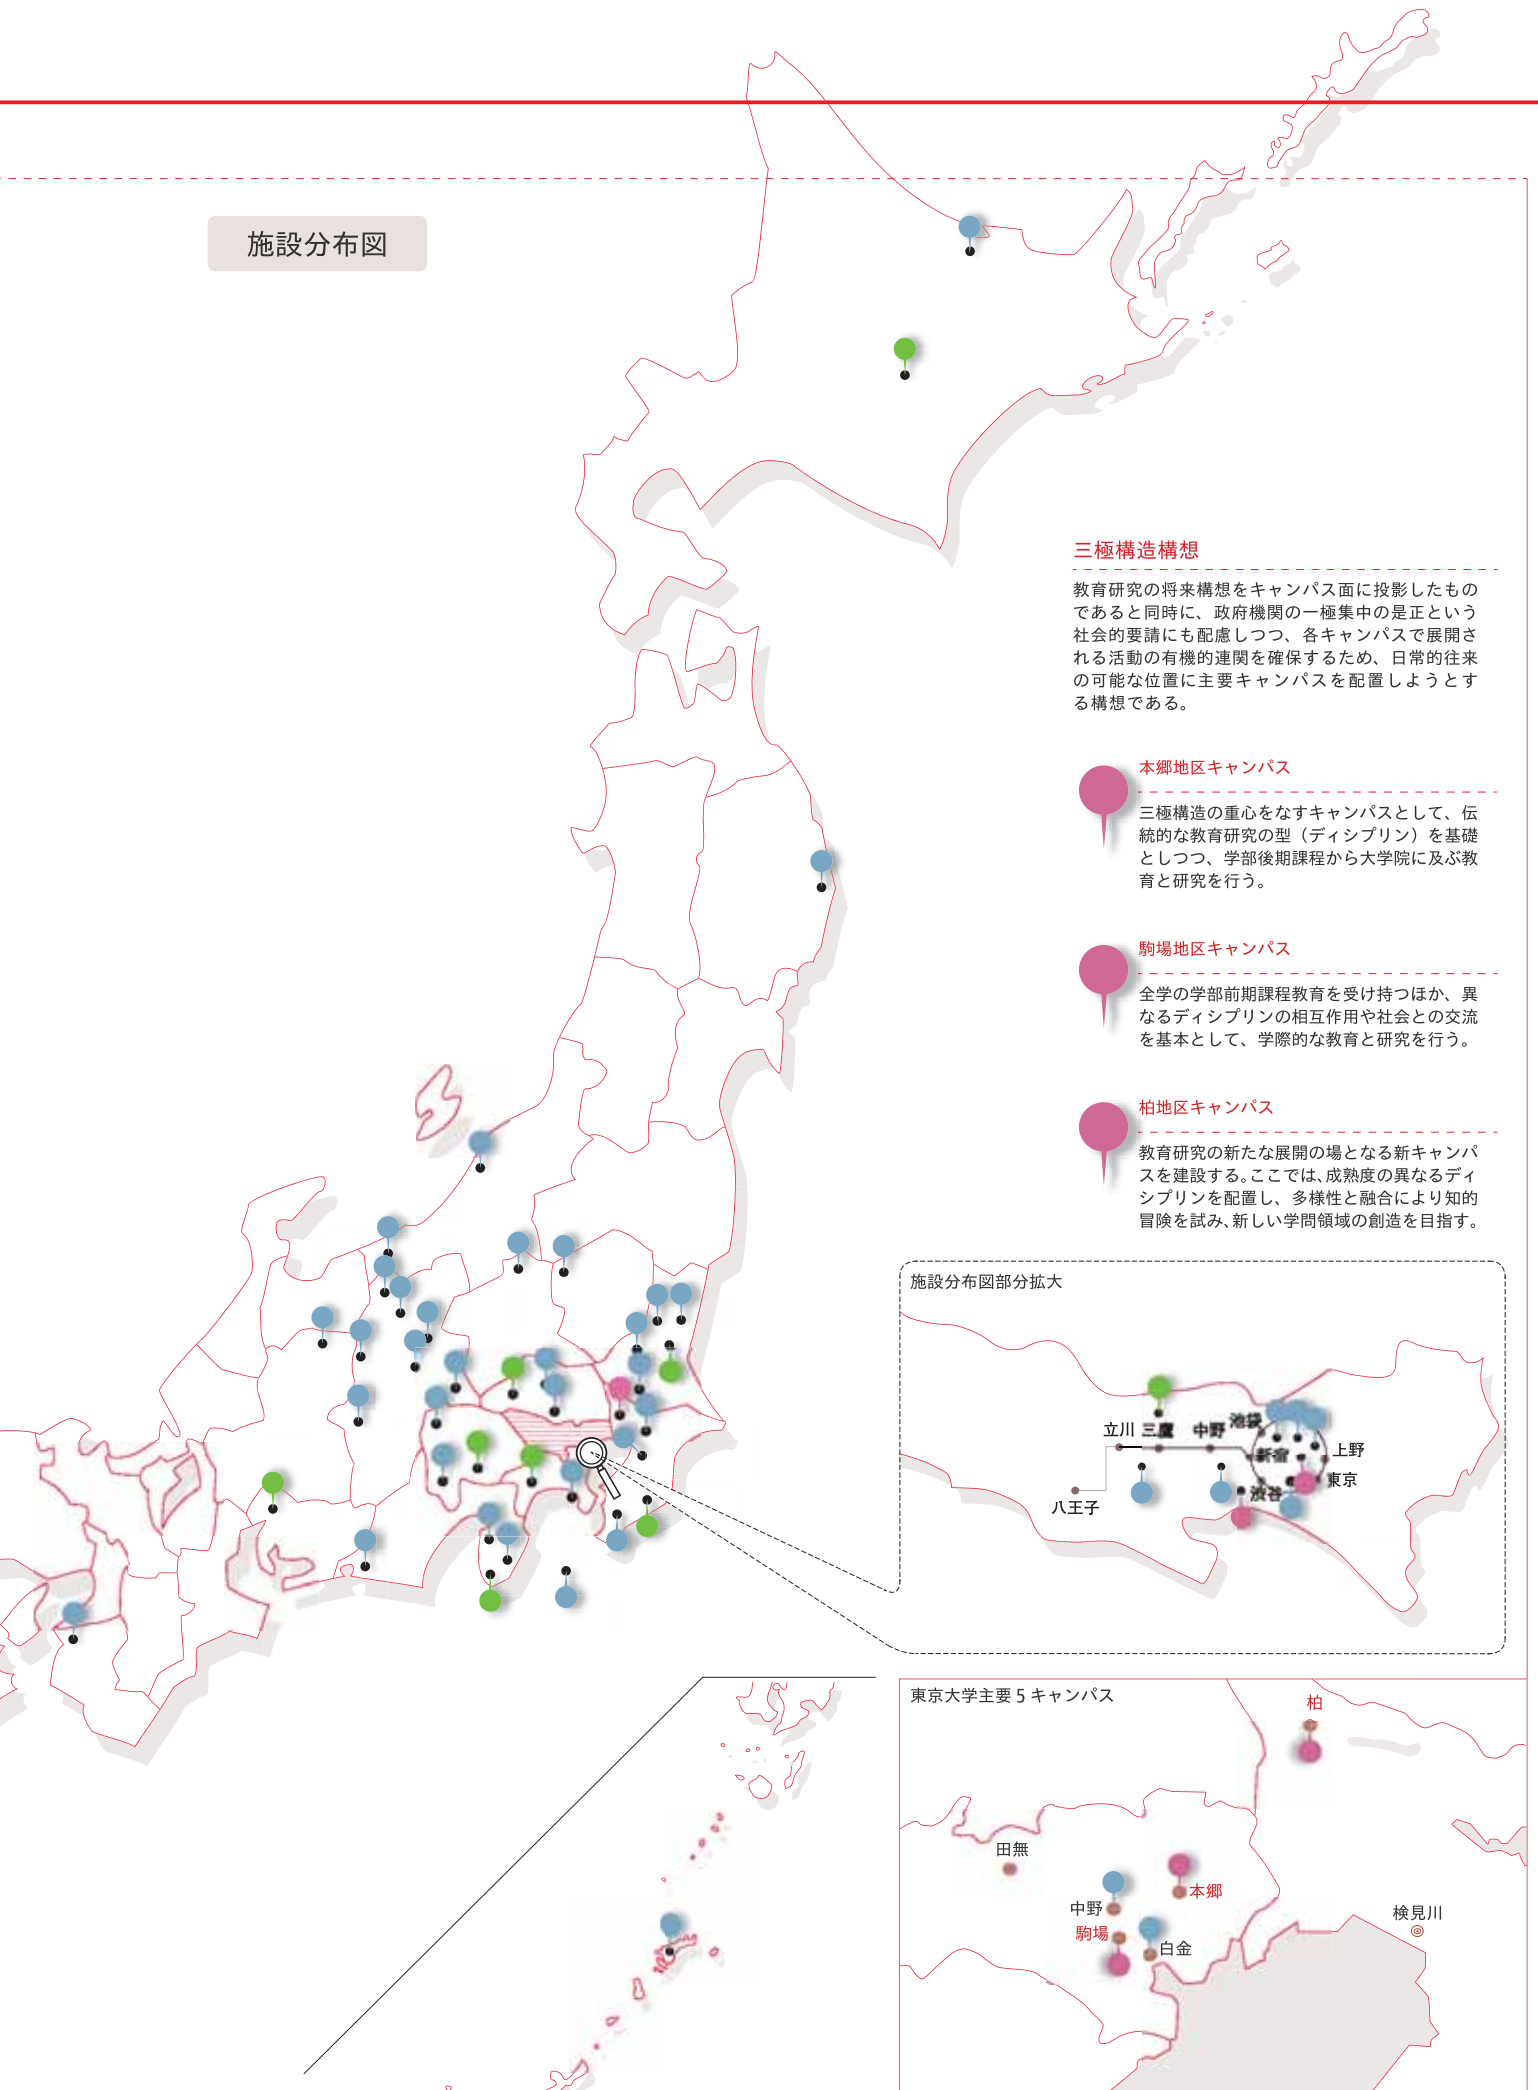 施設分布図
三極構造構想
教育研究の将来構想をキャンパス面に投影したもの
であると同時に、政府機関の一極集中の是正という
社会的要請にも配慮しつつ、各キャンパスで展開さ
れる活動の有機的連関を確保するため、日常的往来
の可能な位置に主要キャンパスを配置しようとす
る構想である。
本郷地区キャンパス
三極構造の重心をなすキャンパスとして、伝
統的な教育研究の型（ディシプリン）を基礎
としつつ、学部後期課程から大学院に及ぶ教
育と研究を行う。
駒場地区キャンパス
全学の学部前期課程教育を受け持つほか、異
なるディシプリンの相互作用や社会との交流
を基本として、学際的な教育と研究を行う。
柏地区キャンパス
教育研究の新たな展開の場となる新キャンパ
スを建設する。ここでは、成熟度の異なるディ
シプリンを配置し、多様性と融合により知的
冒険を試み、新しい学問領域の創造を目指す。
施設分布図部分拡大
立川
三鷹
中野
池袋
新宿
上野
東京
渋谷
八王子
東京大学主要 5 キャンパス
柏
田無
本郷
中野
駒場
白金
検見川